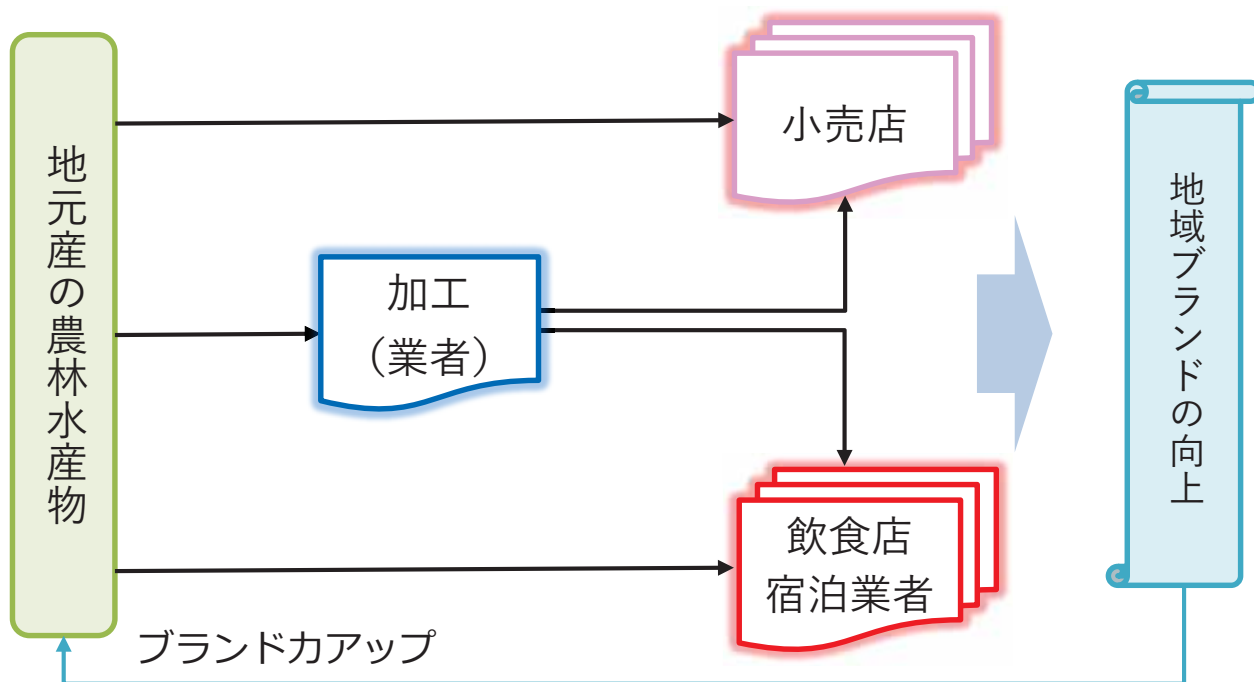 地元産の農林水産物
小売店
加工
（業者）
飲食店
宿泊業者
地域ブランドの向上
ブランド力アップ